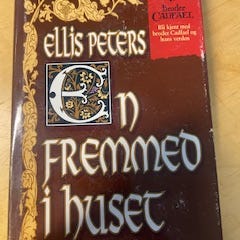 broder
CADFAEL
Bli kjent med
broder Cadfael og
hans verden
ELLIS PETERS
En
FREMMED
i HUSET